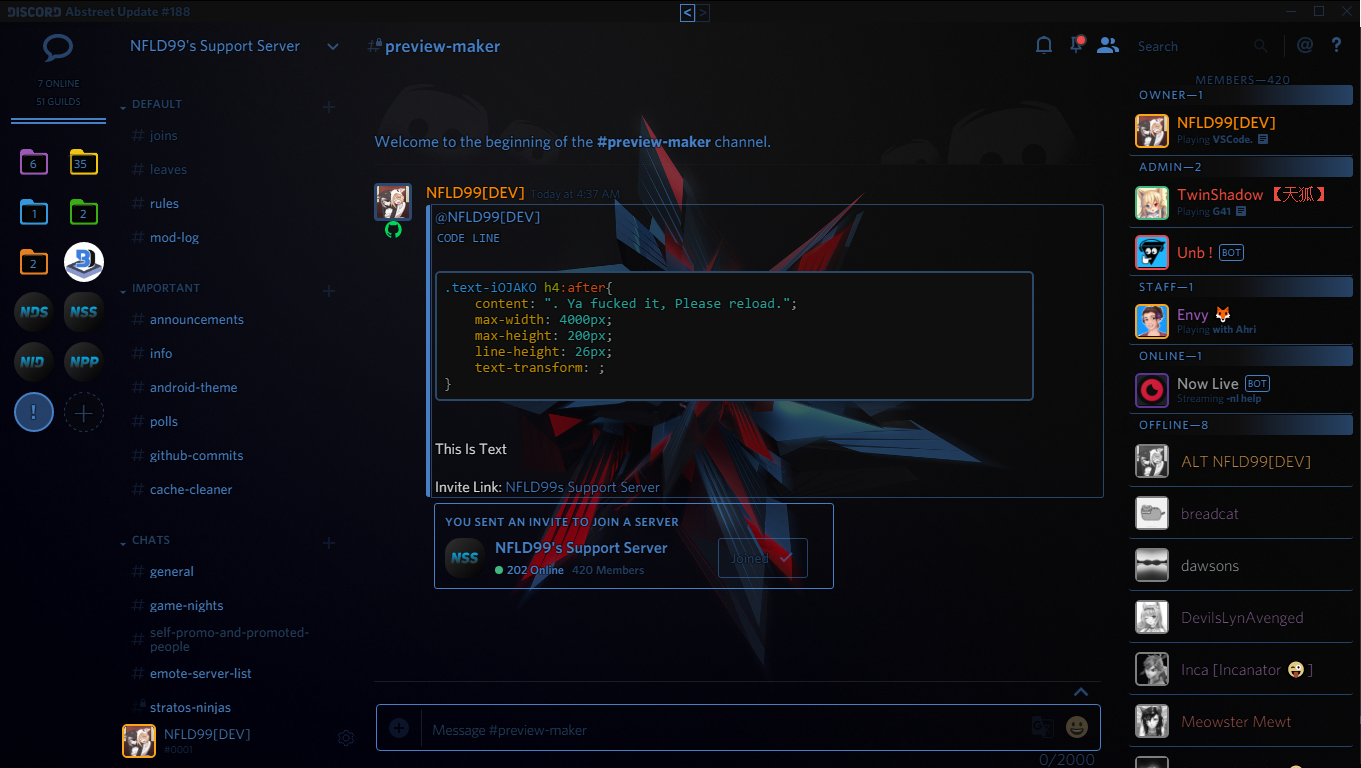 DISCORD Abstreet Update #188
< >
7 ONLINE
51 GUILDS
6
35
1
2
2
NDS
NSS
NID
NPP
!
NFLD99's Support Server
DEFAULT
# joins
# leaves
# rules
# mod-log
IMPORTANT
# announcements
# info
# android-theme
# polls
# github-commits
# cache-cleaner
CHATS
# general
# game-nights
# self-promo-and-promoted-
people
# emote-server-list
# stratos-ninjas
NFLD99[DEV]
#0001
#preview-maker
Search
@ ?
Welcome to the beginning of the #preview-maker channel.
NFLD99[DEV] Today at 4:37 AM
@NFLD99[DEV]
CODE LINE
.text-iOJAKO h4:after{
content: ". Ya fucked it, Please reload.";
max-width: 4000px;
max-height: 200px;
line-height: 26px;
text-transform: ;
}
This Is Text
Invite Link: NFLD99s Support Server
YOU SENT AN INVITE TO JOIN A SERVER
NSS
NFLD99's Support Server
202 Online 420 Members
Joined
Message #preview-maker
0/2000
MEMBERS—420
OWNER—1
NFLD99[DEV]
Playing VSCode.
ADMIN—2
TwinShadow 【天狐】
Playing G41
Unb ! BOT
STAFF—1
Envy 🦊
Playing with Ahri
ONLINE—1
Now Live BOT
Streaming -nl help
OFFLINE—8
ALT NFLD99[DEV]
breadcat
dawsons
DevilsLynAvenged
Inca [Incanator 😜 ]
Meowster Mewt